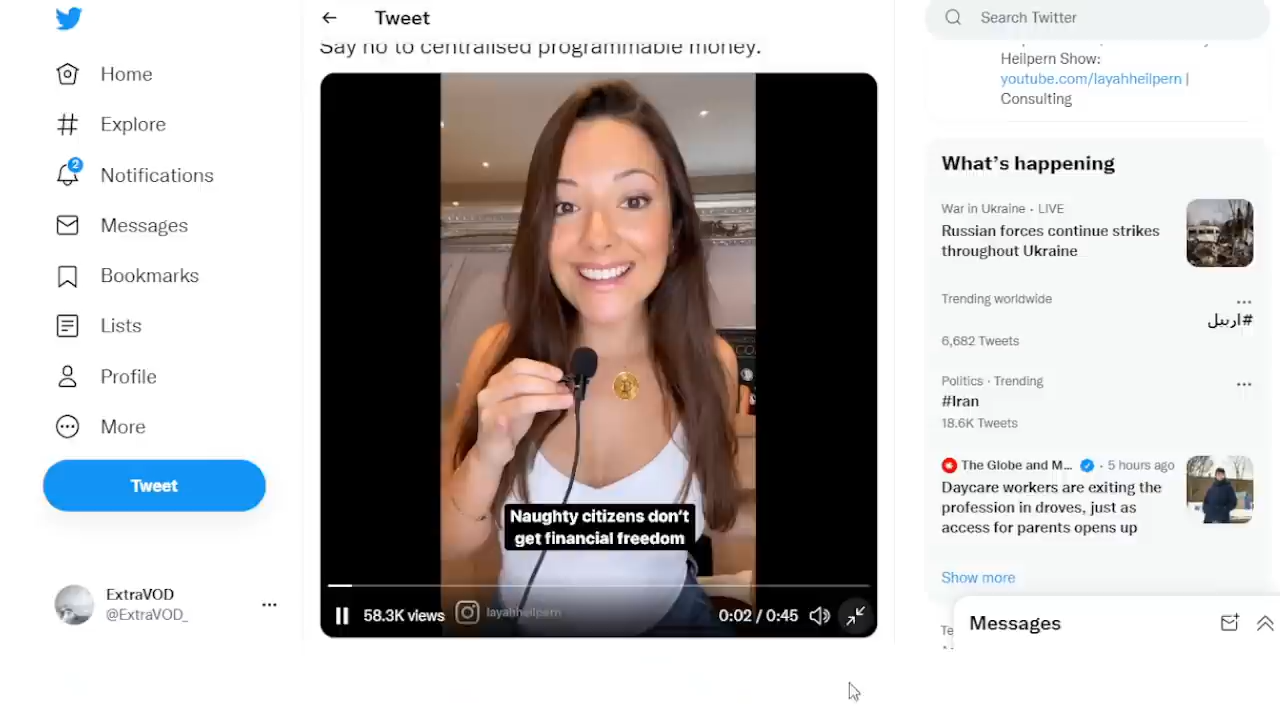 Home
Explore
2
Notifications
Messages
Bookmarks
Lists
Profile
More
Tweet
ExtraVOD
@ExtraVOD_
Tweet
Say no to centralised programmable money.
Naughty citizens don't
get financial freedom
58.3K views
layahheilpern
0:02 / 0:45
Search Twitter
Heilpern Show:
youtube.com/layahheilpern |
Consulting
What's happening
War in Ukraine · LIVE
Russian forces continue strikes
throughout Ukraine
Trending worldwide
#اربيل
6,682 Tweets
Politics · Trending
#Iran
18.6K Tweets
The Globe and M... · 5 hours ago
Daycare workers are exiting the
profession in droves, just as
access for parents opens up
Show more
Messages